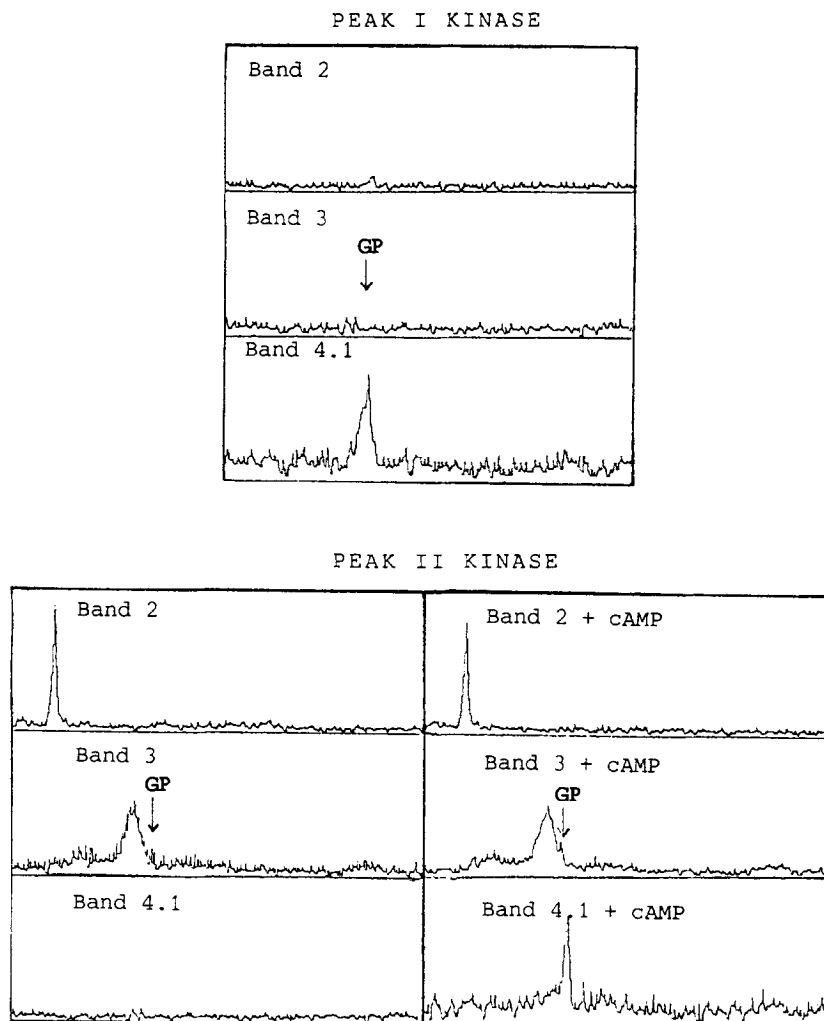 PEAK I KINASE
Band 2
Band 3
GP
Band 4.1
PEAK II KINASE
Band 2
Band 2 + cAMP
Band 3
Band 3 + cAMP
GP
GP
Band 4.1
Band 4.1 + cAMP